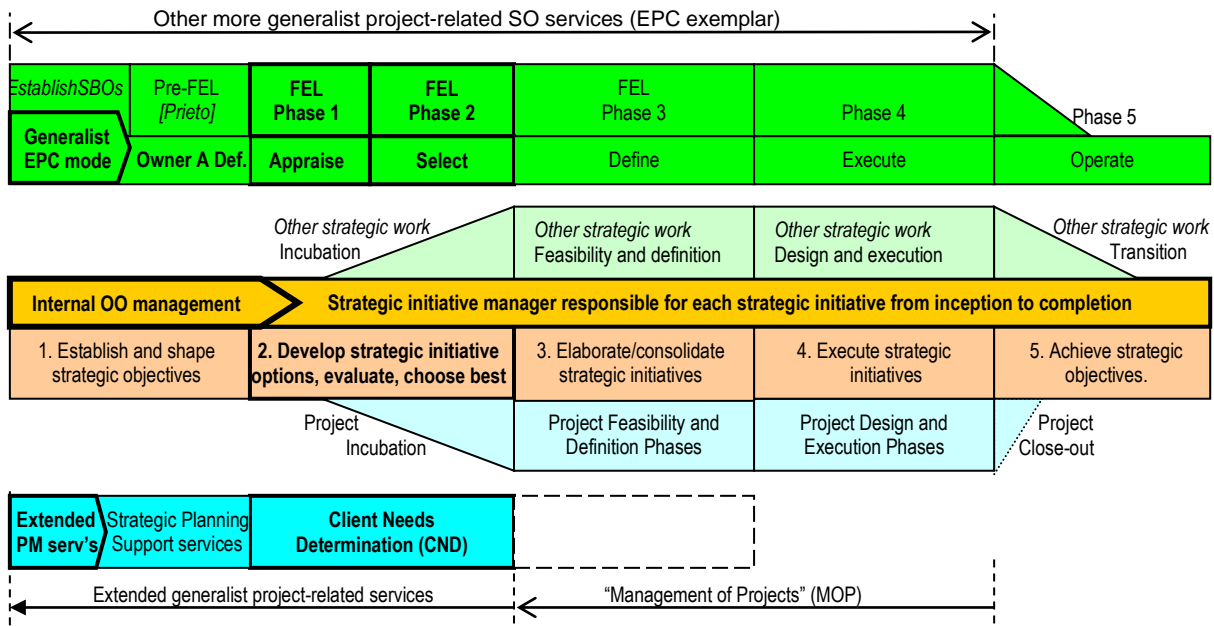 Other more generalist project-related SO services (EPC exemplar)
EstablishSBOs
Pre-FEL
[Prieto]
FEL
Phase 1
FEL
Phase 2
FEL
Phase 3
Phase 4
Phase 5
Generalist
EPC mode
Owner A Def.
Appraise
Select
Define
Execute
Operate
Other strategic work
Incubation
Other strategic work
Feasibility and definition
Other strategic work
Design and execution
Other strategic work
Transition
Internal OO management
Strategic initiative manager responsible for each strategic initiative from inception to completion
1. Establish and shape
strategic objectives
2. Develop strategic initiative
options, evaluate, choose best
3. Elaborate/consolidate
strategic initiatives
4. Execute strategic
initiatives
5. Achieve strategic
objectives.
Project
Incubation
Project Feasibility and
Definition Phases
Project Design and
Execution Phases
Project
Close-out
Extended
PM serv's
Strategic Planning
Support services
Client Needs
Determination (CND)
Extended generalist project-related services
“Management of Projects” (MOP)